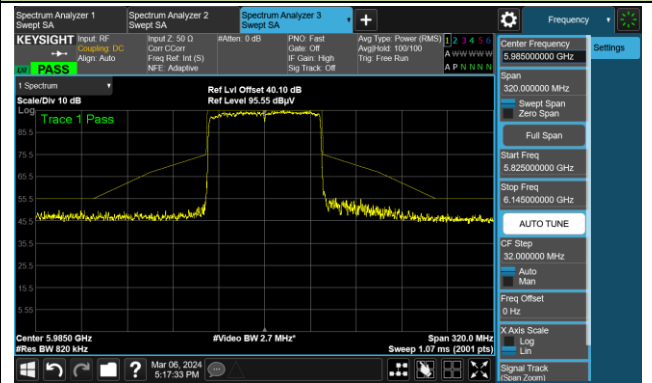 Spectrum Analyzer 1
Swept SA
Spectrum Analyzer 2
Swept SA
Spectrum Analyzer 3
Swept SA
Frequency
KEYSIGHT
Input: RF
Coupling: DC
Align: Auto
Input Z: 50 Ω
Corr CCorr
Freq Ref: Int (S)
NFE: Adaptive
#Atten: 0 dB
PNO: Fast
Gate: Off
IF Gain: High
Sig Track: Off
Avg Type: Power (RMS)
Avg|Hold: 100/100
Trig: Free Run
1 2 3 4 5 6
A W W W W W
A P N N N N
LNI PASS
1 Spectrum
Scale/Div 10 dB
Ref Lvl Offset 40.10 dB
Ref Level 95.55 dBµV
Log
Trace 1 Pass
85.5
75.5
65.5
55.5
45.5
35.5
25.5
15.5
5.55
Center 5.9850 GHz
#Res BW 820 kHz
#Video BW 2.7 MHz*
Span 320.0 MHz
Sweep 1.07 ms (2001 pts)
Mar 06, 2024
5:17:33 PM
Center Frequency
5.985000000 GHz
Settings
Span
320.000000 MHz
Swept Span
Zero Span
Full Span
Start Freq
5.825000000 GHz
Stop Freq
6.145000000 GHz
AUTO TUNE
CF Step
32.000000 MHz
Auto
Man
Freq Offset
0 Hz
X Axis Scale
Log
Lin
Signal Track
(Span Zoom)